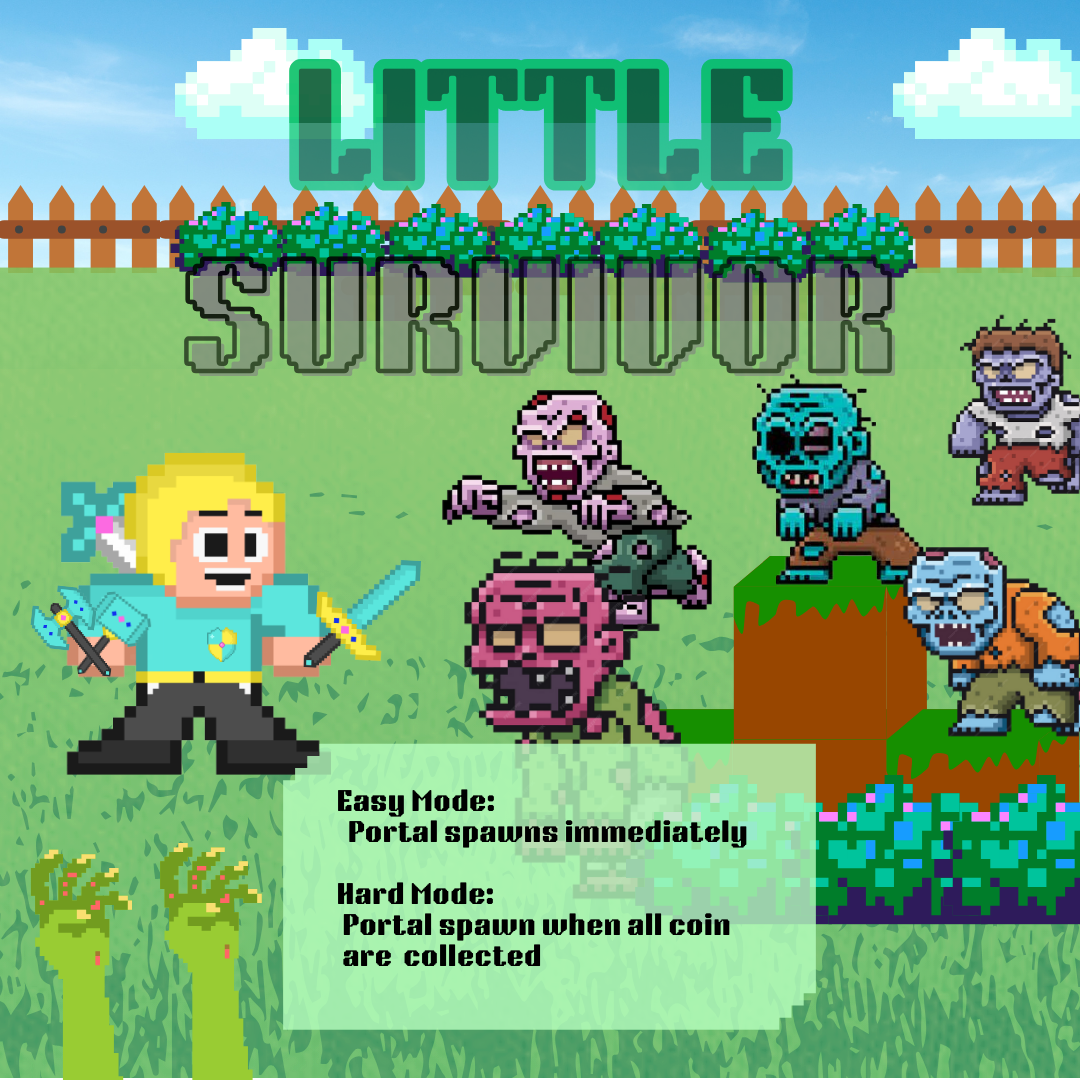 LITTLE
SURVIVOR
Easy Mode:
Portal spawns immediately
Hard Mode:
Portal spawn when all coin
are collected